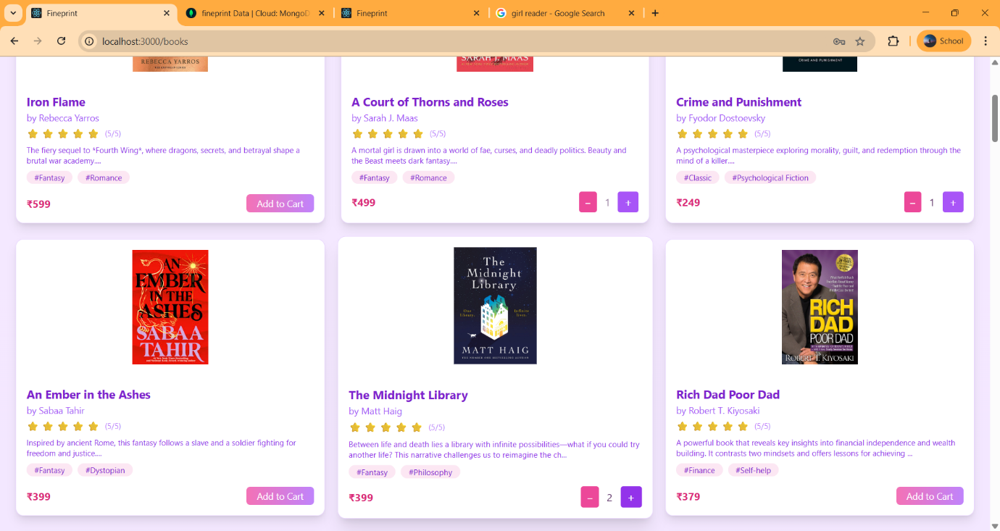 Fineprint
fineprint Data | Cloud: MongoD
Fineprint
girl reader - Google Search
localhost:3000/books
School
REBECCA YARROS
SARAH J. MAAS
CRIME AND PUNISHMENT
Iron Flame
by Rebecca Yarros
(5/5)
The fiery sequel to *Fourth Wing*, where dragons, secrets, and betrayal shape a
brutal war academy....
#Fantasy #Romance
₹599 Add to Cart
A Court of Thorns and Roses
by Sarah J. Maas
(5/5)
A mortal girl is drawn into a world of fae, curses, and deadly politics. Beauty and
the Beast meets dark fantasy....
#Fantasy #Romance
₹499 – 1 +
Crime and Punishment
by Fyodor Dostoevsky
(5/5)
A psychological masterpiece exploring morality, guilt, and redemption through the
mind of a killer....
#Classic #Psychological Fiction
₹249 – 1 +
AN
EMBER
IN THE
ASHES
SABAA
TAHIR
An Ember in the Ashes
by Sabaa Tahir
(5/5)
Inspired by ancient Rome, this fantasy follows a slave and a soldier fighting for
freedom and justice....
#Fantasy #Dystopian
₹399 Add to Cart
The
Midnight
Library
One Infinite
library. lives.
MATT HAIG
The Midnight Library
by Matt Haig
(5/5)
Between life and death lies a library with infinite possibilities—what if you could try
another life? This narrative challenges us to reimagine the ch...
#Fantasy #Philosophy
₹399 – 2 +
RICH
DAD
POOR DAD
ROBERT T. KIYOSAKI
Rich Dad Poor Dad
by Robert T. Kiyosaki
(5/5)
A powerful book that reveals key insights into financial independence and wealth
building. It contrasts two mindsets and offers lessons for achieving ...
#Finance #Self-help
₹379 Add to Cart